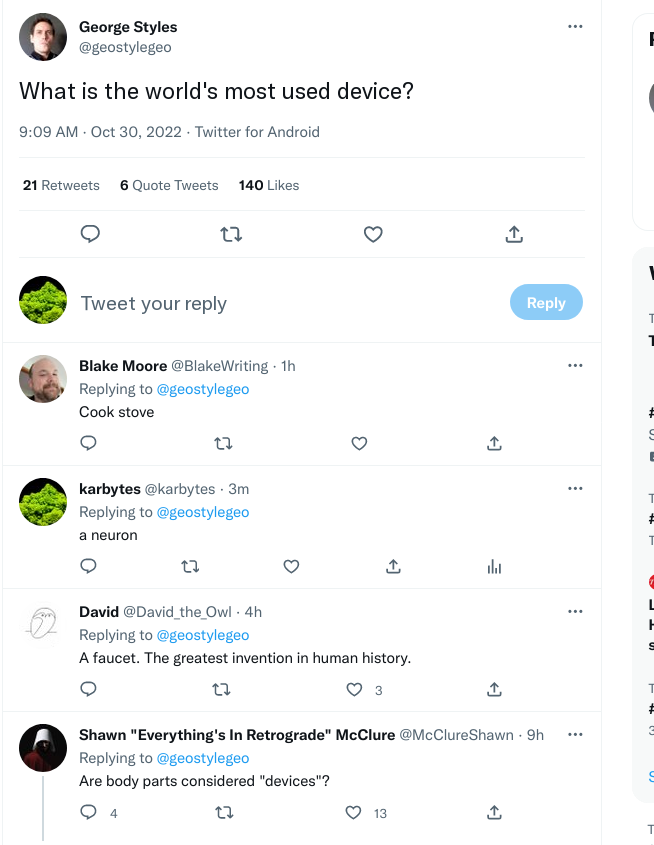 George Styles
@geostylegeo
What is the world's most used device?
9:09 AM · Oct 30, 2022 · Twitter for Android
21 Retweets 6 Quote Tweets 140 Likes
Tweet your reply
Reply
Blake Moore @BlakeWriting · 1h
Replying to @geostylegeo
Cook stove
karbytes @karbytes · 3m
Replying to @geostylegeo
a neuron
David @David_the_Owl · 4h
Replying to @geostylegeo
A faucet. The greatest invention in human history.
3
Shawn "Everything's In Retrograde" McClure @McClureShawn · 9h
Replying to @geostylegeo
Are body parts considered "devices"?
4 13